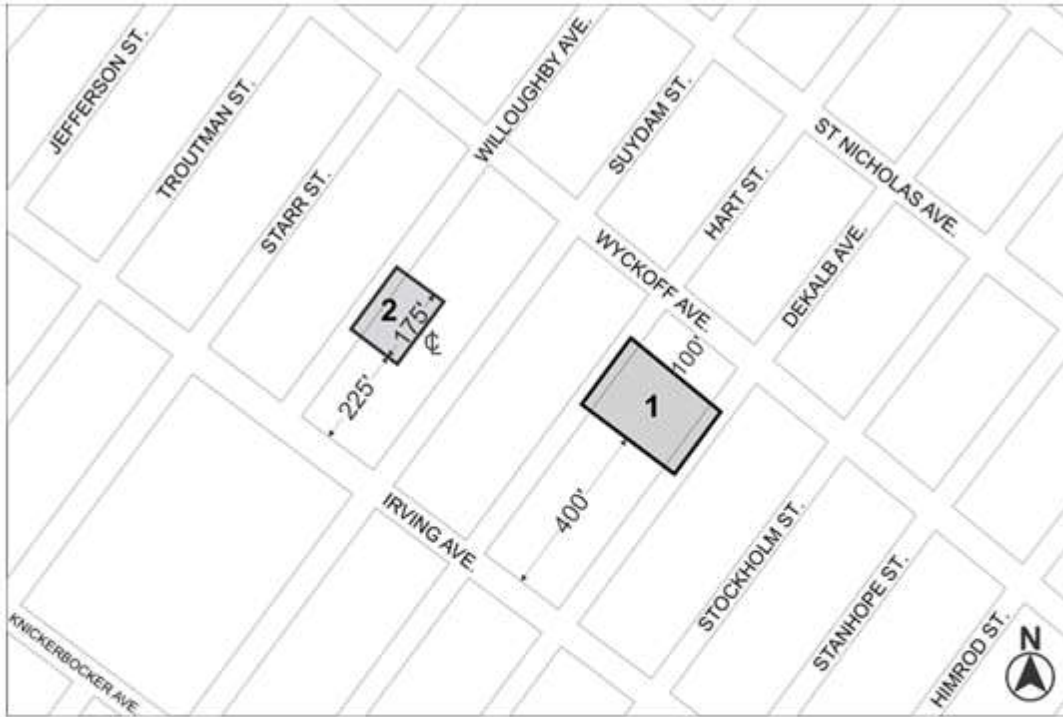 JEFFERSON ST.
TROUTMAN ST.
STARR ST.
WILLOUGHBY AVE.
SUYDAM ST.
HART ST.
ST NICHOLAS AVE.
DEKALB AVE.
WYCKOFF AVE.
2
175'
℄
225'
1
100'
400'
IRVING AVE.
STOCKHOLM ST.
STANHOPE ST.
HIMROD ST.
KNICKERBOCKER AVE.
N